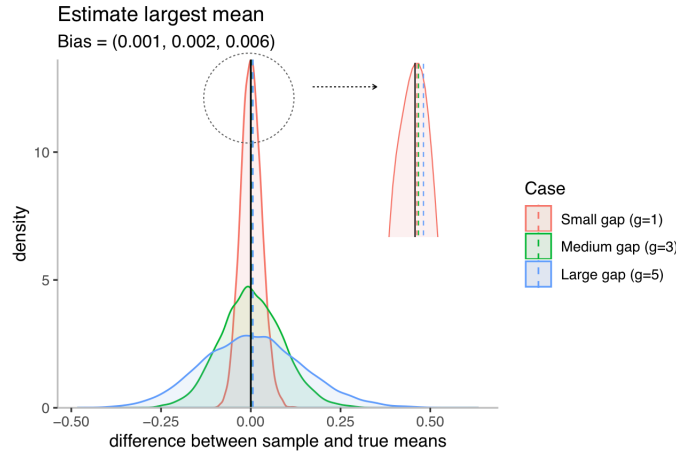 Estimate largest mean
Bias = (0.001, 0.002, 0.006)
density
10
5
0
−0.50
−0.25
0.00
0.25
0.50
difference between sample and true means
Case
Small gap (g=1)
Medium gap (g=3)
Large gap (g=5)